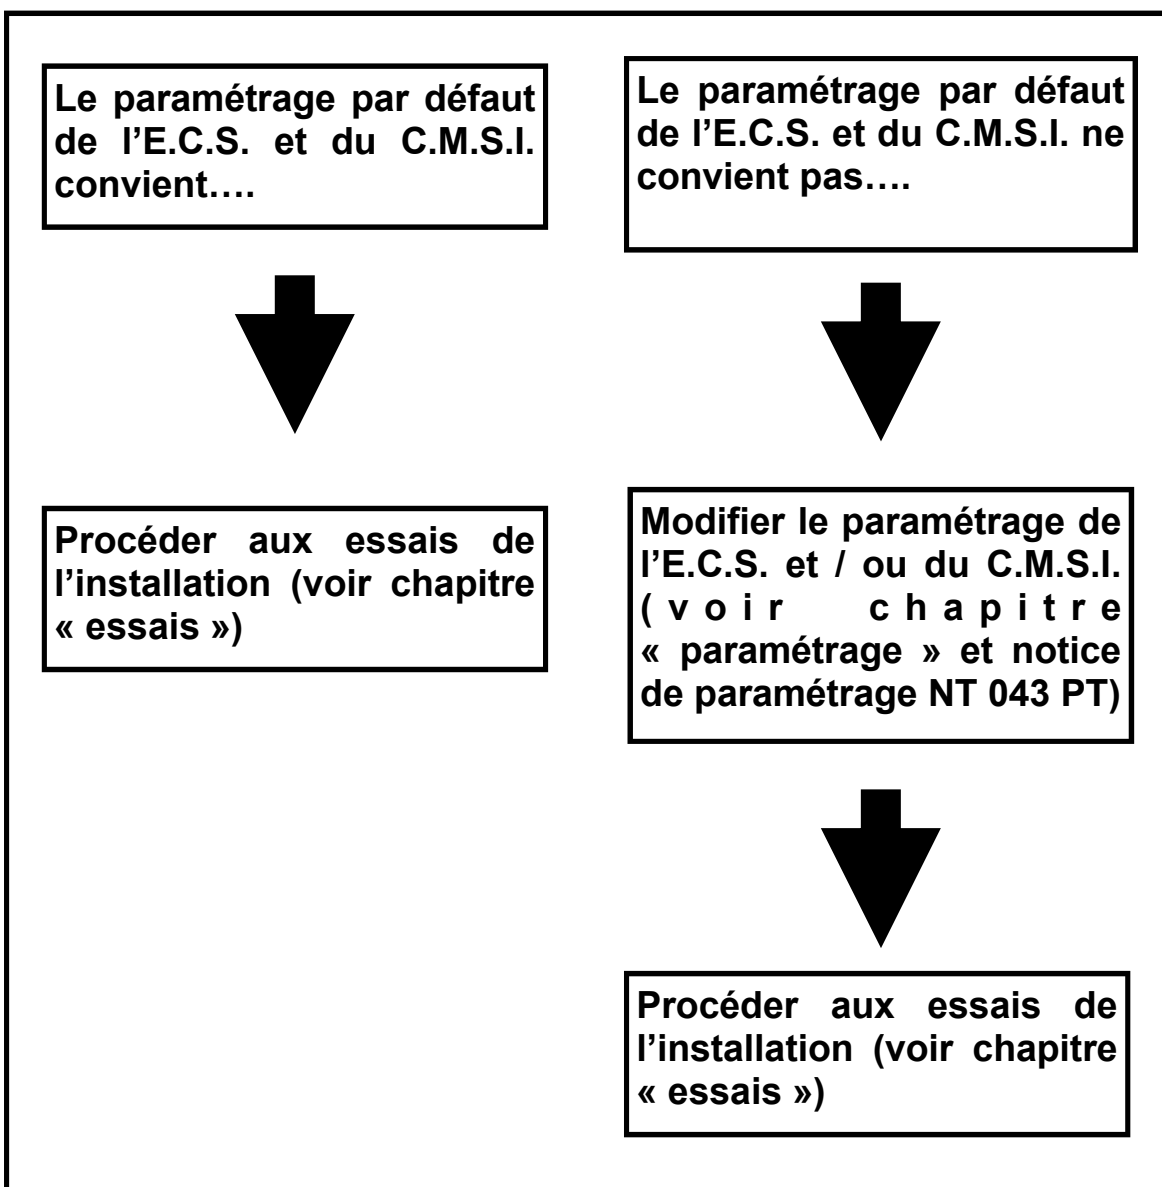 Le paramétrage par défaut
de l’E.C.S. et du C.M.S.I.
convient….
Procéder aux essais de
l’installation (voir chapitre
« essais »)
Le paramétrage par défaut
de l’E.C.S. et du C.M.S.I. ne
convient pas….
Modifier le paramétrage de
l’E.C.S. et / ou du C.M.S.I.
(voir chapitre
« paramétrage » et notice
de paramétrage NT 043 PT)
Procéder aux essais de
l’installation (voir chapitre
« essais »)